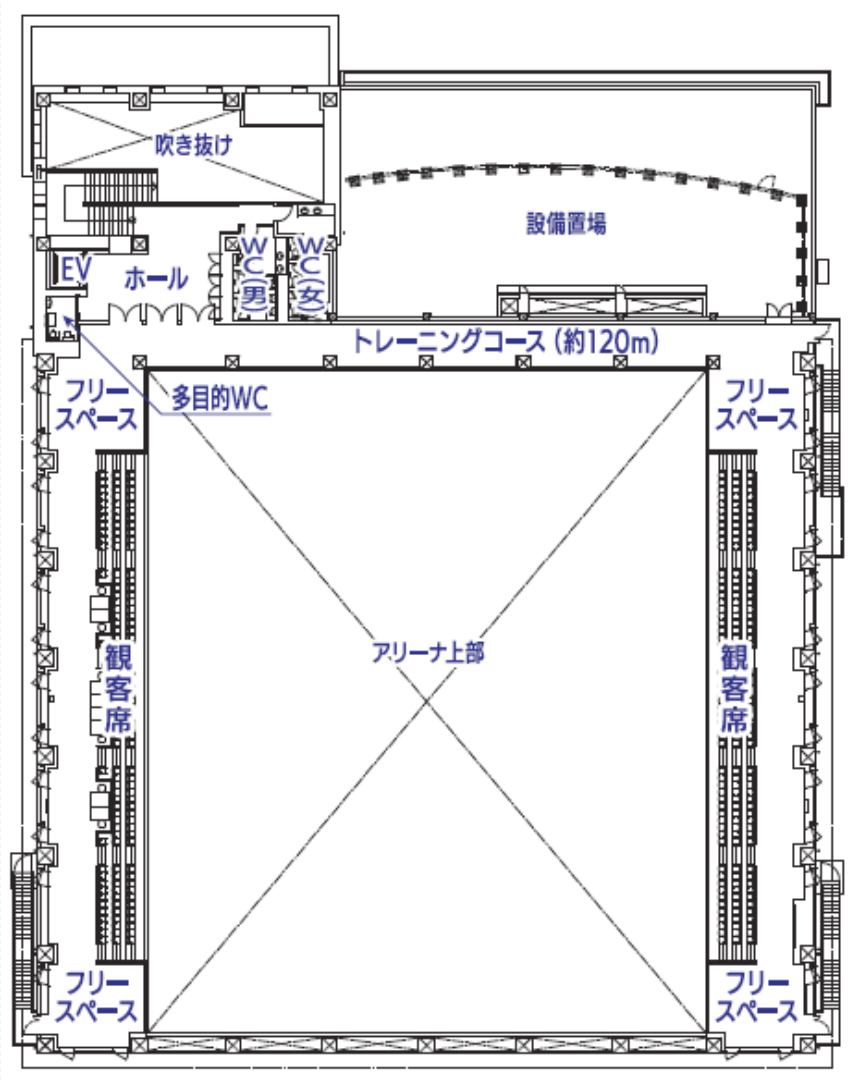 吹き抜け
設備置場
EV
ホール
WC(男)
WC(女)
トレーニングコース(約120m)
フリー
スペース
多目的WC
フリー
スペース
アリーナ上部
観客席
観客席
フリー
スペース
フリー
スペース